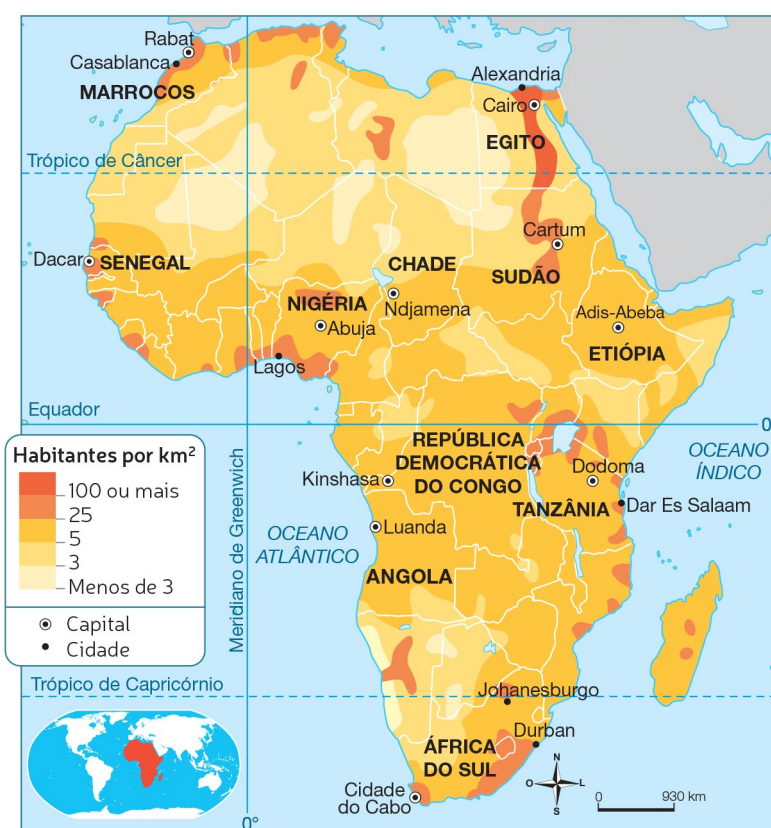 Rabat
Casablanca
MARROCOS
Alexandria
Cairo
EGITO
Trópico de Câncer
Dacar
SENEGAL
CHADE
Cartum
SUDÃO
NIGÉRIA
Abuja
Ndjamena
Adis-Abeba
ETIÓPIA
Lagos
Equador
0
Habitantes por km²
100 ou mais
25
5
3
Menos de 3
Capital
Cidade
Meridiano de Greenwich
OCEANO
ATLÂNTICO
REPÚBLICA
DEMOCRÁTICA
DO CONGO
Kinshasa
Dodoma
TANZÂNIA
Dar Es Salaam
OCEANO
ÍNDICO
Luanda
ANGOLA
Trópico de Capricórnio
Johanesburgo
Durban
ÁFRICA
DO SUL
Cidade
do Cabo
0°
N
O
L
S
0
930 km